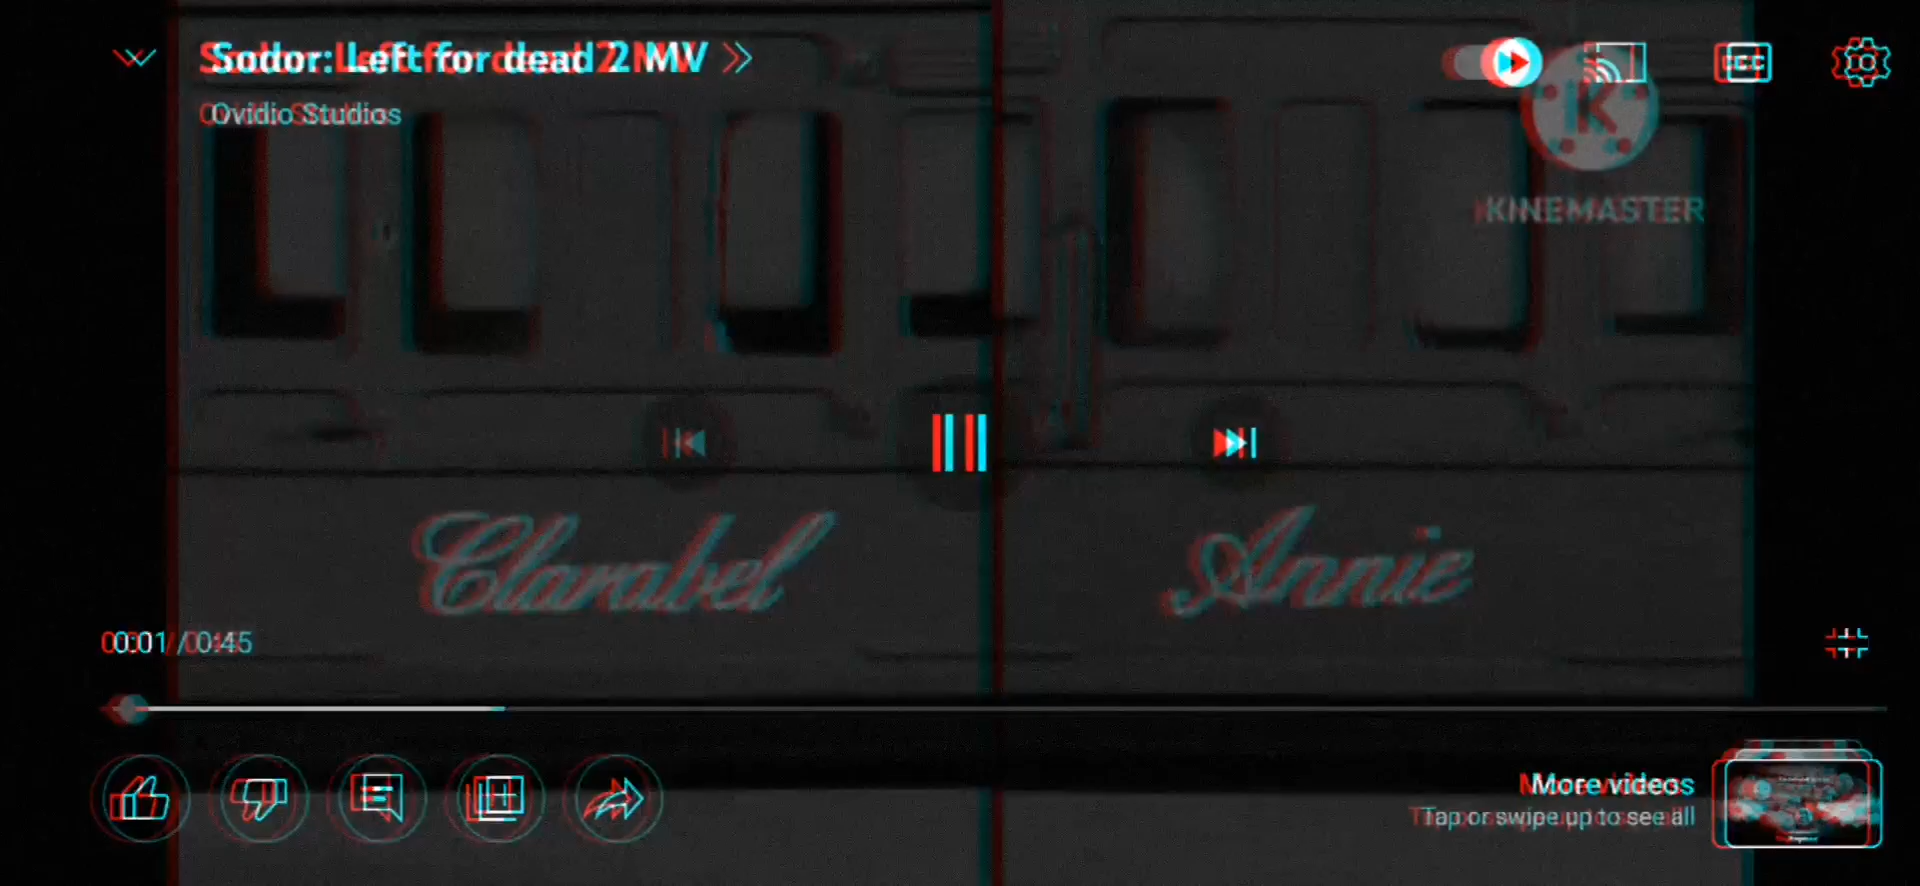 Sodor: Left for dead 2 MV
Ovidio Studios
CC
K
KINEMASTER
Clarabel
Annie
00:01 / 00:45
More videos
Tap or swipe up to see all